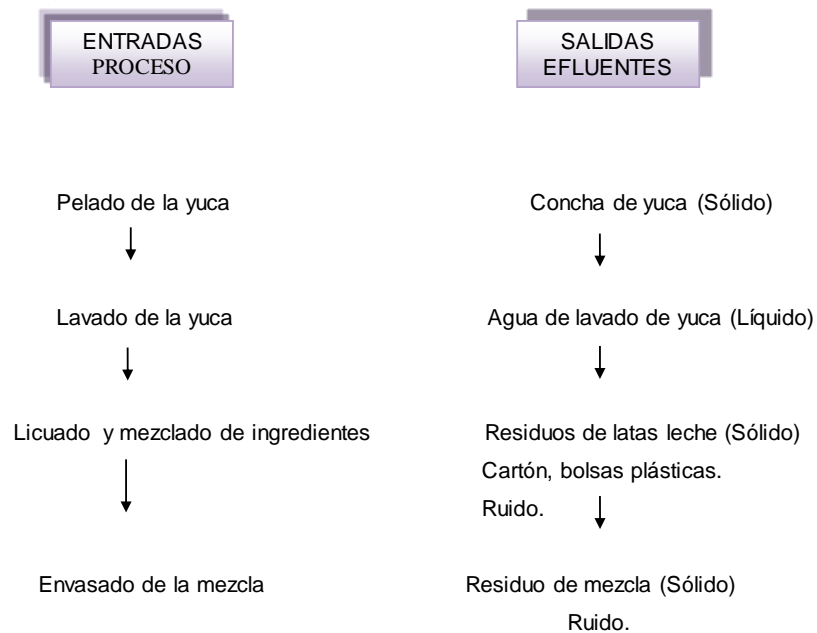 ENTRADAS
PROCESO
SALIDAS
EFLUENTES
Pelado de la yuca
Concha de yuca (Sólido)
Lavado de la yuca
Agua de lavado de yuca (Líquido)
Licuado y mezclado de ingredientes
Residuos de latas leche (Sólido)
Cartón, bolsas plásticas.
Ruido.
Envasado de la mezcla
Residuo de mezcla (Sólido)
Ruido.